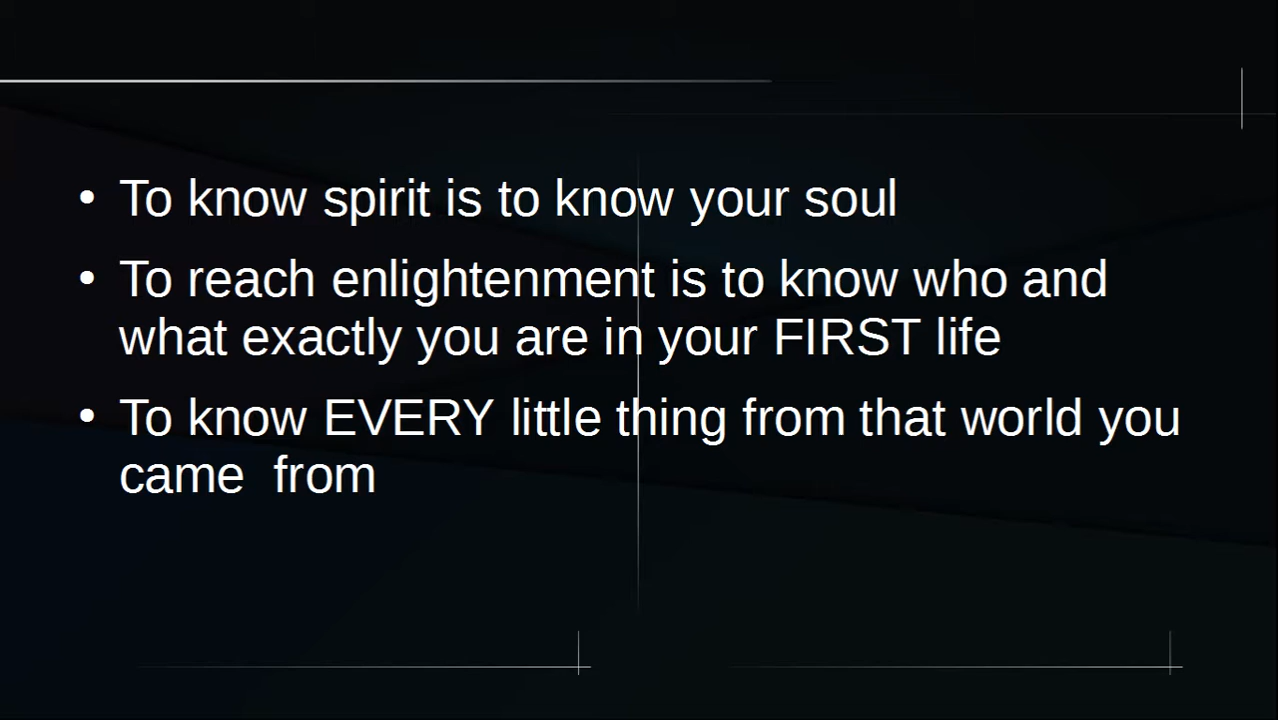 • To know spirit is to know your soul
• To reach enlightenment is to know who and
what exactly you are in your FIRST life
• To know EVERY little thing from that world you
came  from